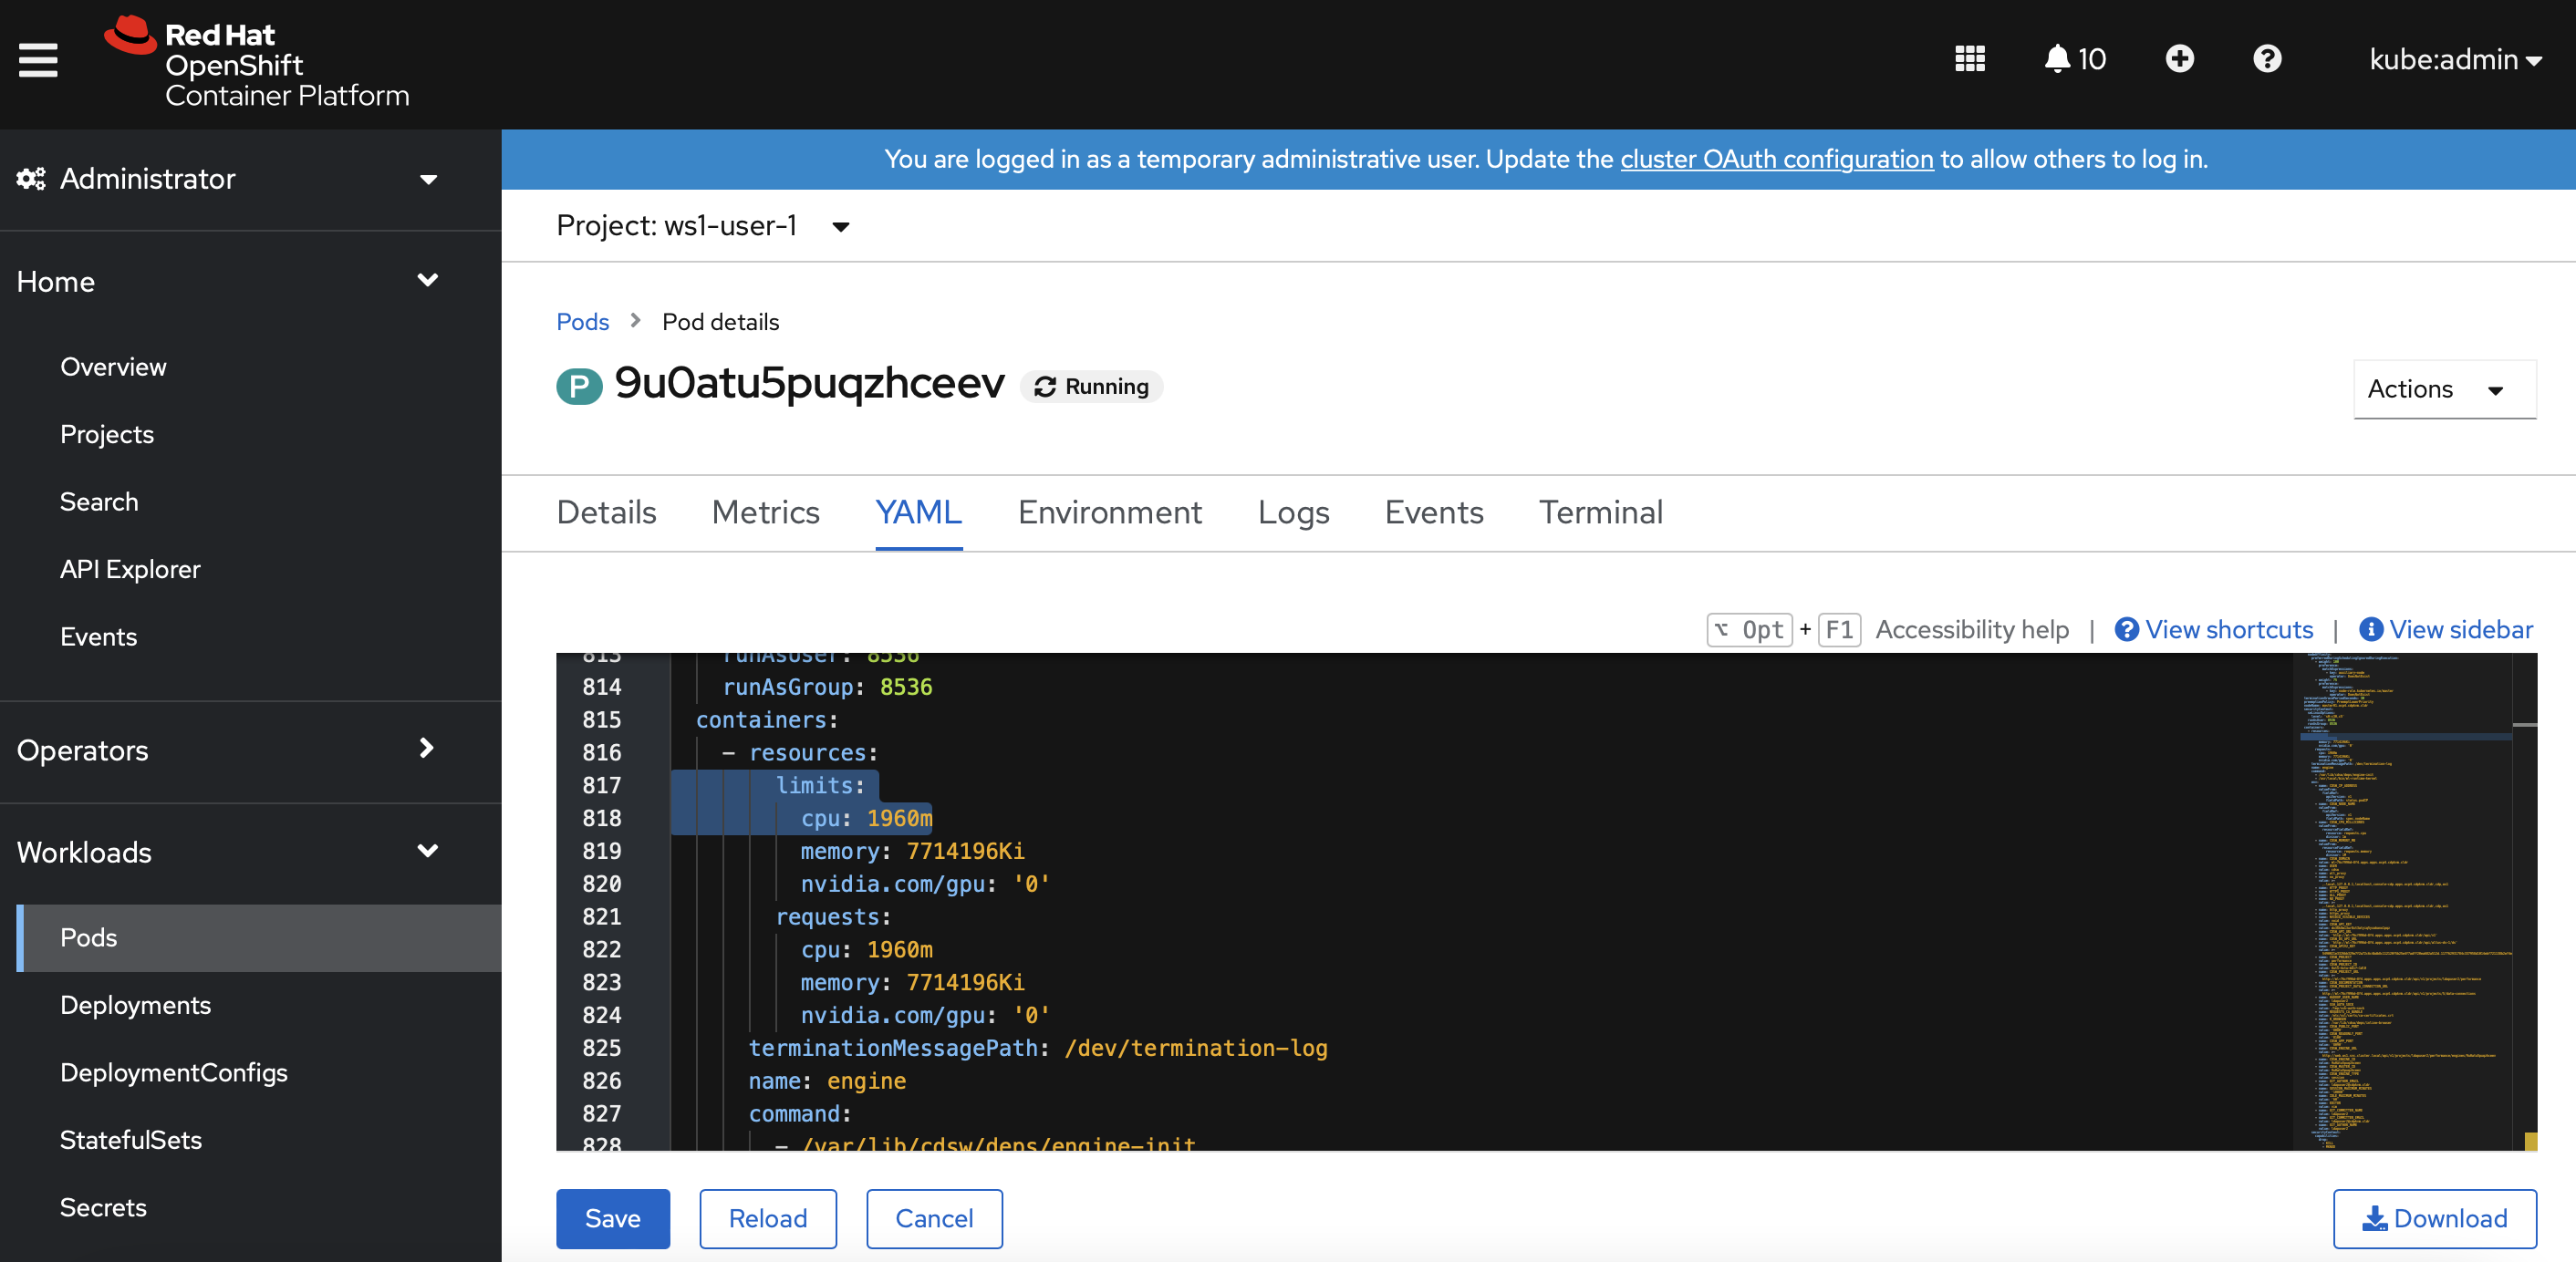 Red Hat
OpenShift
Container Platform
10
kube:admin
Administrator
You are logged in as a temporary administrative user. Update the cluster OAuth configuration to allow others to log in.
Project: ws1-user-1
Home
Overview
Projects
Search
API Explorer
Events
Operators
Workloads
Pods
Deployments
DeploymentConfigs
StatefulSets
Secrets
Pods > Pod details
P 9u0atu5puqzhceev Running
Actions
Details Metrics YAML Environment Logs Events Terminal
⌥ Opt + F1 Accessibility help | View shortcuts | View sidebar
813 runAsUser: 8536
814 runAsGroup: 8536
815 containers:
816 - resources:
817 limits:
818 cpu: 1960m
819 memory: 7714196Ki
820 nvidia.com/gpu: '0'
821 requests:
822 cpu: 1960m
823 memory: 7714196Ki
824 nvidia.com/gpu: '0'
825 terminationMessagePath: /dev/termination-log
826 name: engine
827 command:
828 - /var/lib/cdsw/deps/engine-init
Save Reload Cancel Download